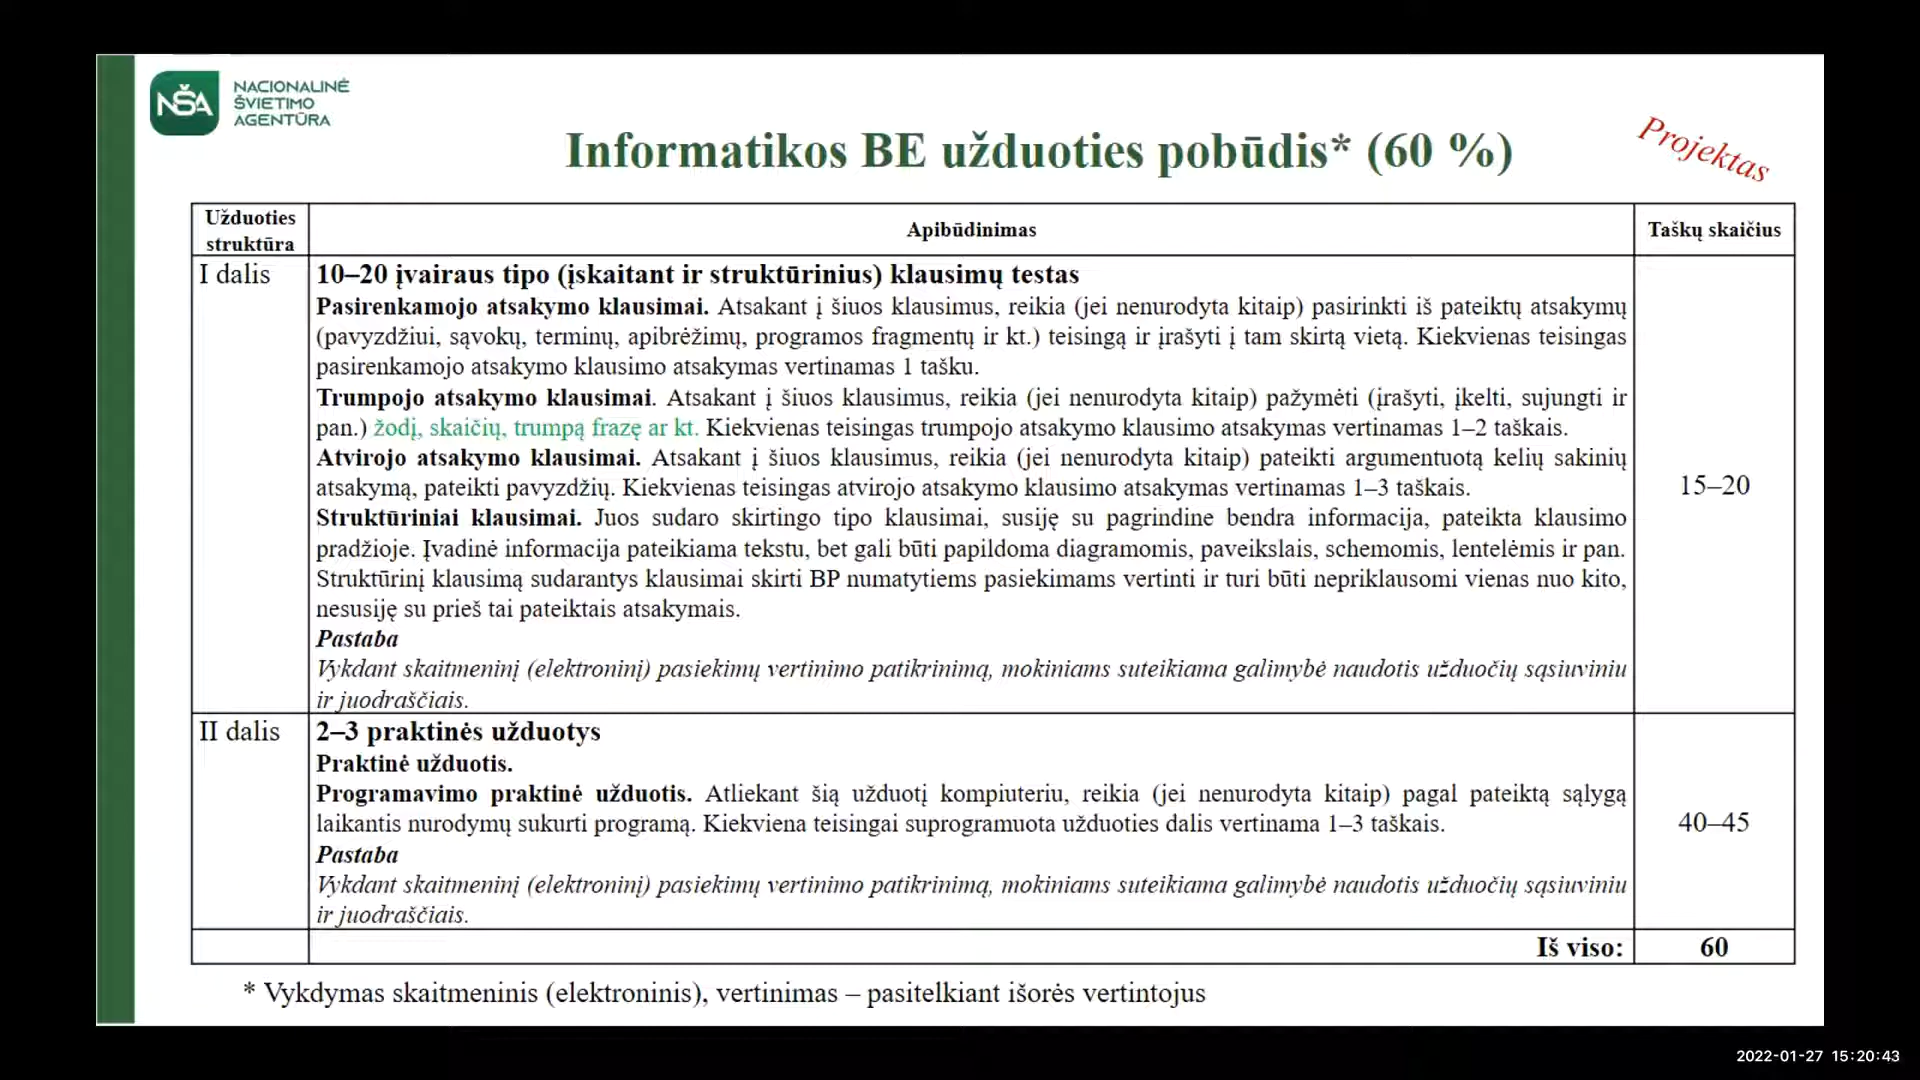 NŠA
NACIONALINĖ
ŠVIETIMO
AGENTŪRA
Informatikos BE užduoties pobūdis* (60 %)
Projektas
Užduoties
struktūra
Apibūdinimas
Taškų skaičius
I dalis
10–20 įvairaus tipo (įskaitant ir struktūrinius) klausimų testas
Pasirenkamojo atsakymo klausimai. Atsakant į šiuos klausimus, reikia (jei nenurodyta kitaip) pasirinkti iš pateiktų atsakymų
(pavyzdžiui, sąvokų, terminų, apibrėžimų, programos fragmentų ir kt.) teisingą ir įrašyti į tam skirtą vietą. Kiekvienas teisingas
pasirenkamojo atsakymo klausimo atsakymas vertinamas 1 tašku.
Trumpojo atsakymo klausimai. Atsakant į šiuos klausimus, reikia (jei nenurodyta kitaip) pažymėti (įrašyti, įkelti, sujungti ir
pan.) žodį, skaičių, trumpą frazę ar kt. Kiekvienas teisingas trumpojo atsakymo klausimo atsakymas vertinamas 1–2 taškais.
Atvirojo atsakymo klausimai. Atsakant į šiuos klausimus, reikia (jei nenurodyta kitaip) pateikti argumentuotą kelių sakinių
atsakymą, pateikti pavyzdžių. Kiekvienas teisingas atvirojo atsakymo klausimo atsakymas vertinamas 1–3 taškais.
Struktūriniai klausimai. Juos sudaro skirtingo tipo klausimai, susiję su pagrindine bendra informacija, pateikta klausimo
pradžioje. Įvadinė informacija pateikiama tekstu, bet gali būti papildoma diagramomis, paveikslais, schemomis, lentelėmis ir pan.
Struktūrinį klausimą sudarantys klausimai skirti BP numatytiems pasiekimams vertinti ir turi būti nepriklausomi vienas nuo kito,
nesusiję su prieš tai pateiktais atsakymais.
Pastaba
Vykdant skaitmeninį (elektroninį) pasiekimų vertinimo patikrinimą, mokiniams suteikiama galimybė naudotis užduočių sąsiuviniu
ir juodraščiais.
15–20
II dalis
2–3 praktinės užduotys
Praktinė užduotis.
Programavimo praktinė užduotis. Atliekant šią užduotį kompiuteriu, reikia (jei nenurodyta kitaip) pagal pateiktą sąlygą
laikantis nurodymų sukurti programą. Kiekviena teisingai suprogramuota užduoties dalis vertinama 1–3 taškais.
Pastaba
Vykdant skaitmeninį (elektroninį) pasiekimų vertinimo patikrinimą, mokiniams suteikiama galimybė naudotis užduočių sąsiuviniu
ir juodraščiais.
40–45
Iš viso:
60
* Vykdymas skaitmeninis (elektroninis), vertinimas – pasitelkiant išorės vertintojus
2022-01-27 15:20:43